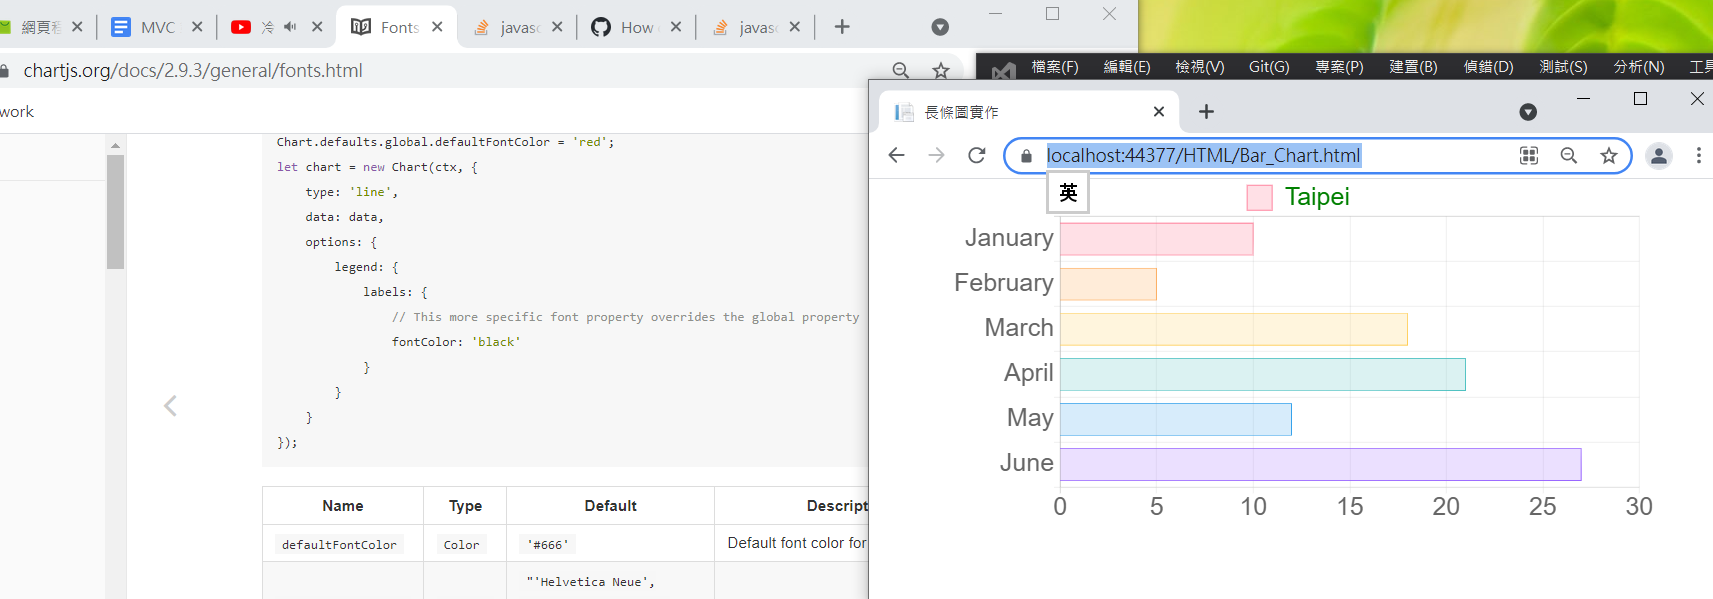 網頁程
MVC
冷
Fonts
javasc
How
javasc
chartjs.org/docs/2.9.3/general/fonts.html
work
Chart.defaults.global.defaultFontColor = 'red';
let chart = new Chart(ctx, {
type: 'line',
data: data,
options: {
legend: {
labels: {
// This more specific font property overrides the global property
fontColor: 'black'
}
}
}
});
Name Type Default Descript
defaultFontColor Color '#666' Default font color for
"'Helvetica Neue',
檔案(F) 編輯(E) 檢視(V) Git(G) 專案(P) 建置(B) 偵錯(D) 測試(S) 分析(N) 工具
長條圖實作
localhost:44377/HTML/Bar_Chart.html
英
Taipei
January
February
March
April
May
June
0 5 10 15 20 25 30